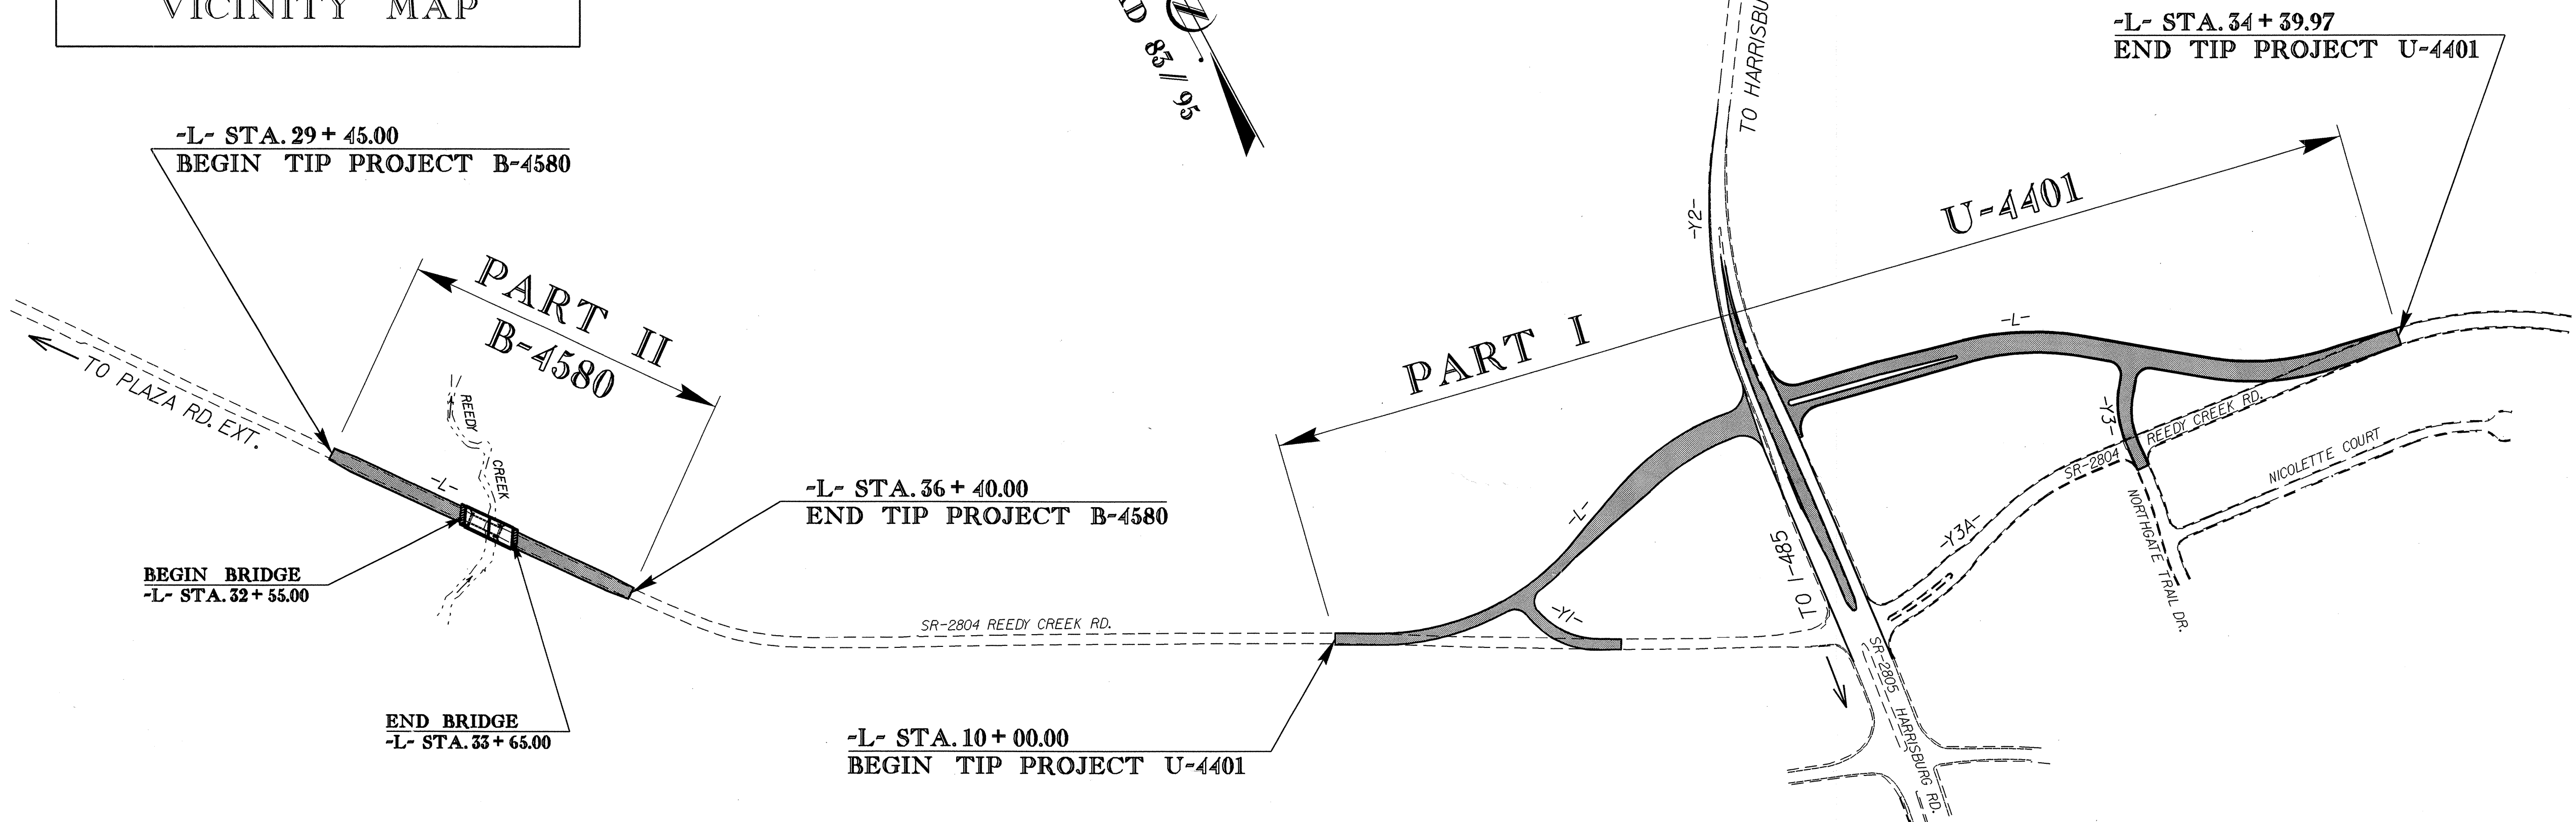 VICINITY MAP
83/95
-L- STA. 34 + 39.97
END TIP PROJECT U-4401
TO HARRISBU
-L- STA. 29 + 45.00
BEGIN TIP PROJECT B-4580
-Y2-
U-4401
PART II
B-4580
PART I
-L-
TO PLAZA RD. EXT.
REEDY
CREEK
-L-
-L- STA. 36 + 40.00
END TIP PROJECT B-4580
-L-
-Y3-
REEDY CREEK RD.
SR-2804
NICOLETTE COURT
NORTHGATE TRAIL DR.
-Y3A-
TO I-485
BEGIN BRIDGE
-L- STA. 32 + 55.00
SR-2804 REEDY CREEK RD.
-Y1-
SR-2805 HARRISBURG RD.
END BRIDGE
-L- STA. 33 + 65.00
-L- STA. 10 + 00.00
BEGIN TIP PROJECT U-4401